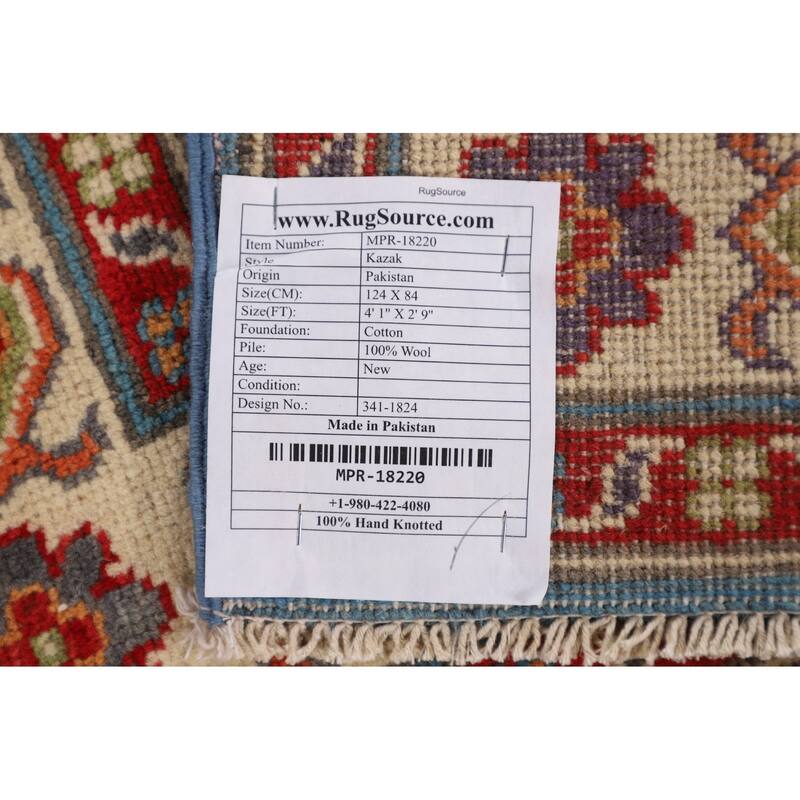 RugSource
www.RugSource.com
Item Number: MPR-18220
Style Kazak
Origin Pakistan
Size(CM): 124 X 84
Size(FT): 4' 1" X 2' 9"
Foundation: Cotton
Pile: 100% Wool
Age: New
Condition:
Design No.: 341-1824
Made in Pakistan
MPR-18220
+1-980-422-4080
100% Hand Knotted